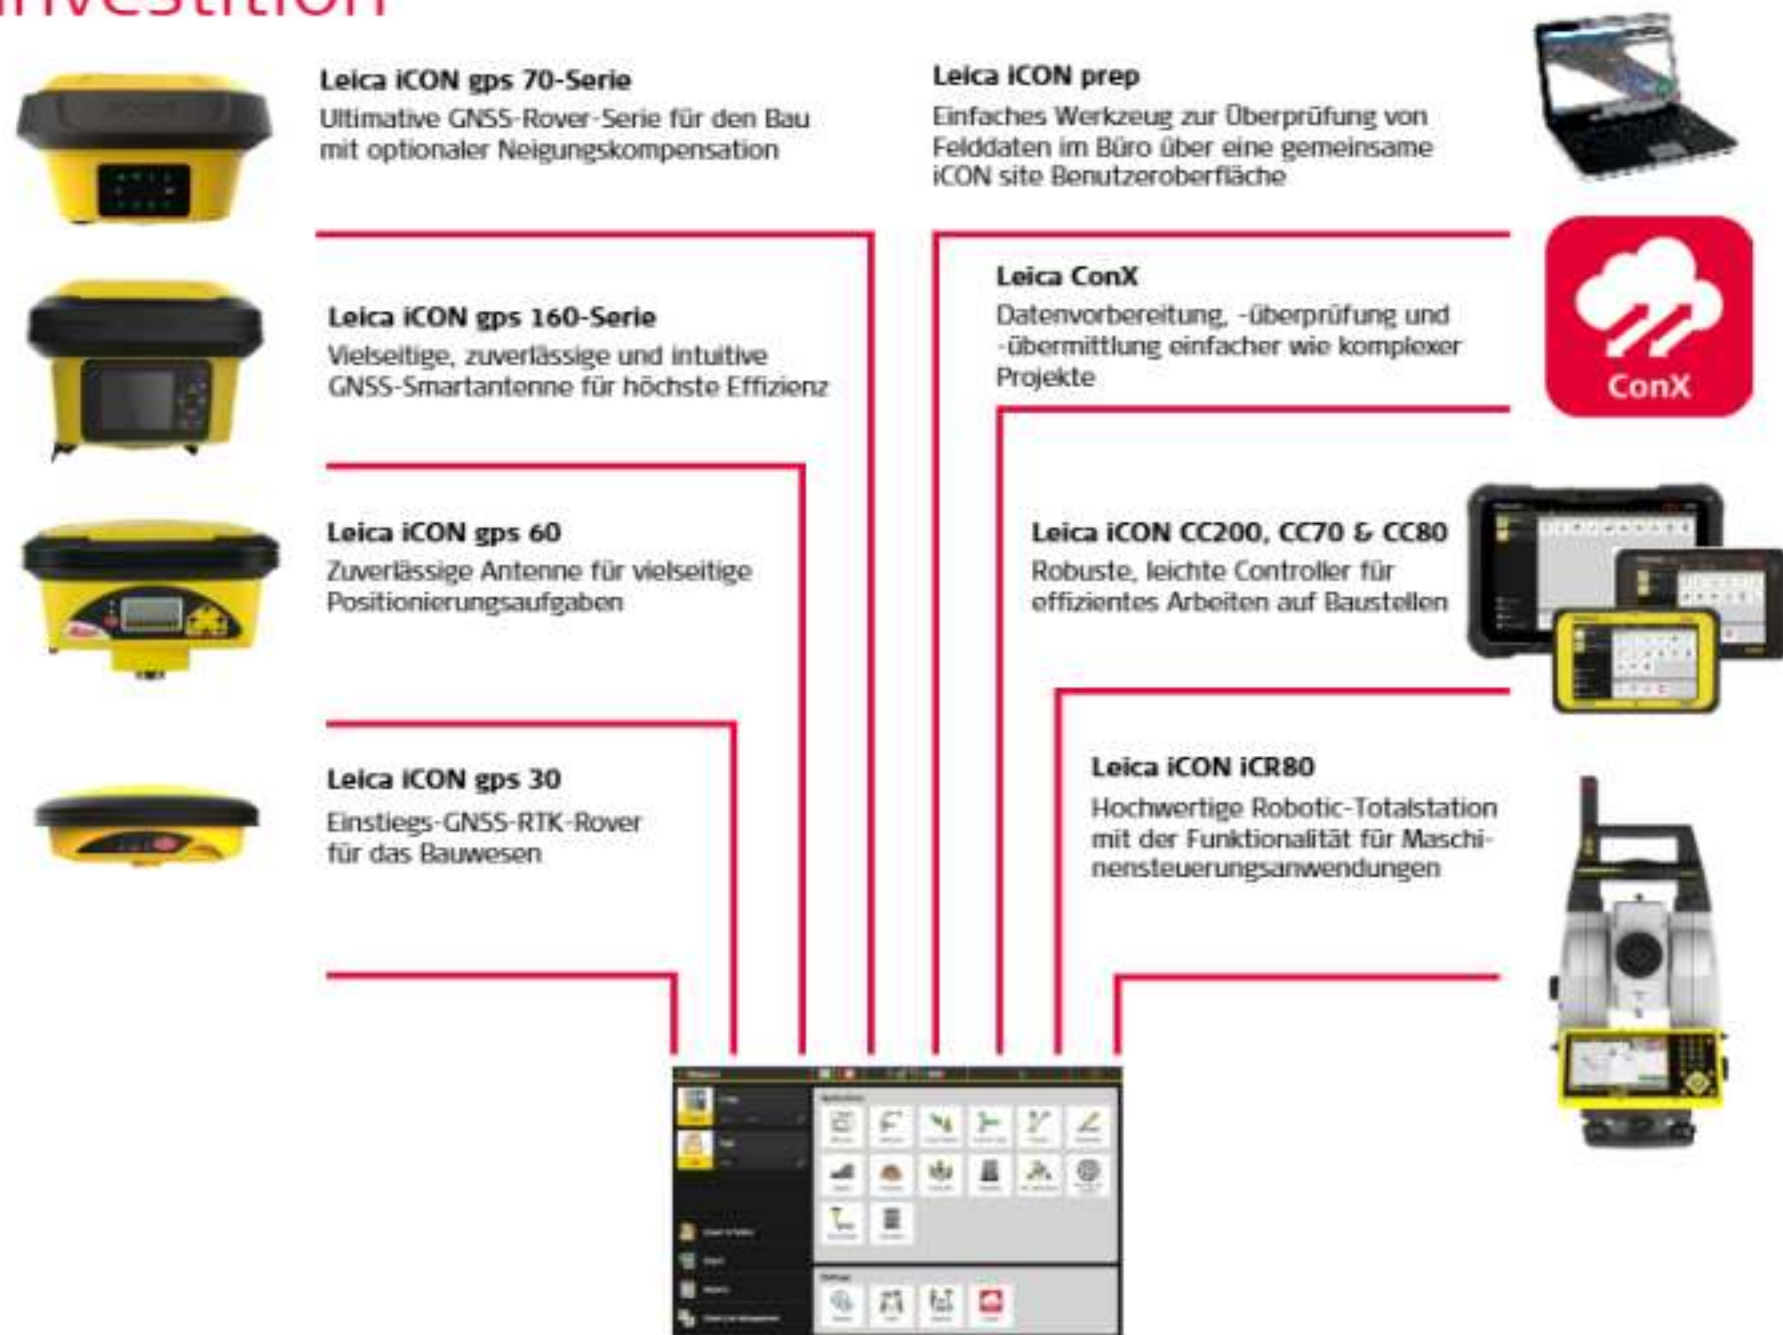 Investition
Leica iCON gps 70-Serie
Ultimative GNSS-Rover-Serie für den Bau
mit optionaler Neigungskompensation
Leica iCON gps 160-Serie
Vielseitige, zuverlässige und intuitive
GNSS-Smartantenne für höchste Effizienz
Leica iCON gps 60
Zuverlässige Antenne für vielseitige
Positionierungsaufgaben
Leica iCON gps 30
Einstiegs-GNSS-RTK-Rover
für das Bauwesen
Leica iCON prep
Einfaches Werkzeug zur Überprüfung von
Felddaten im Büro über eine gemeinsame
iCON site Benutzeroberfläche
Leica ConX
Datenvorbereitung, -überprüfung und
-übermittlung einfacher wie komplexer
Projekte
ConX
Leica iCON CC200, CC70 & CC80
Robuste, leichte Controller für
effizientes Arbeiten auf Baustellen
Leica iCON iCR80
Hochwertige Robotic-Totalstation
mit der Funktionalität für Maschi-
nensteuerungsanwendungen